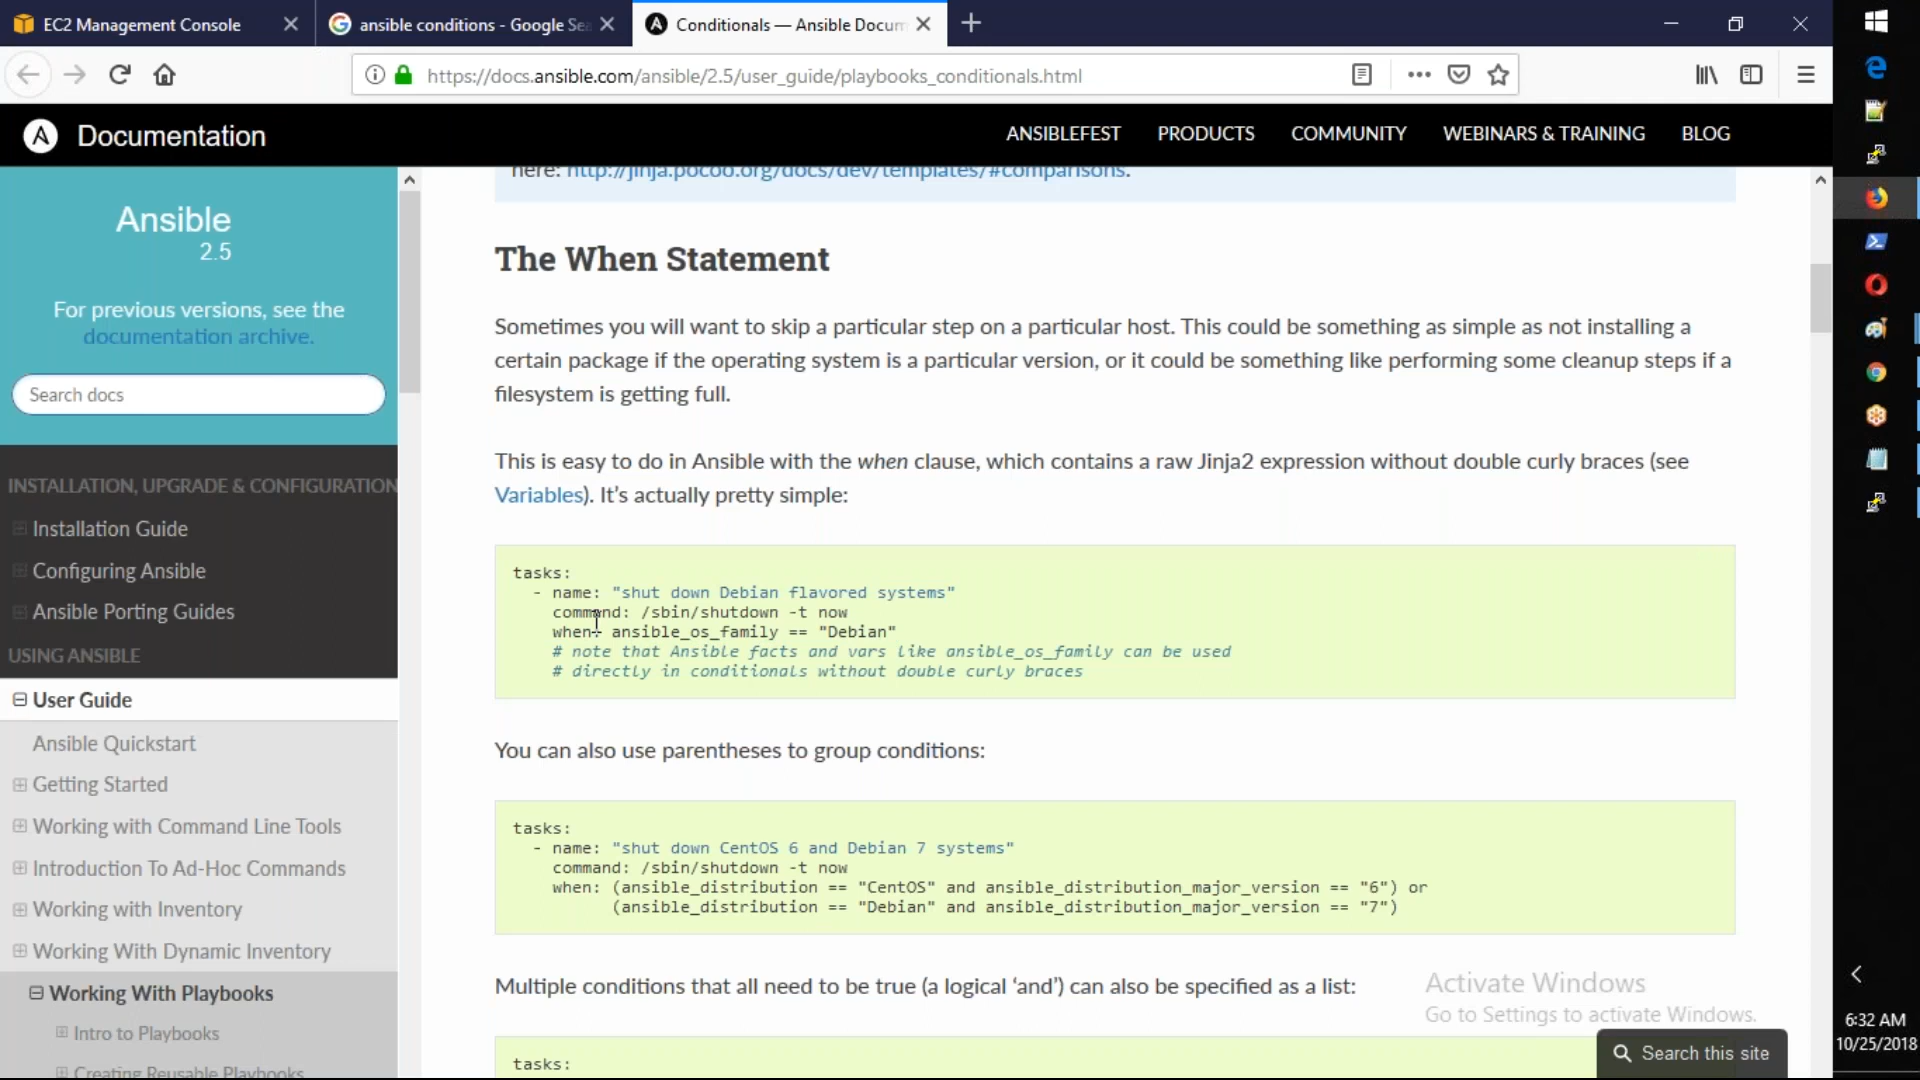 EC2 Management Console
ansible conditions - Google Sea
Conditionals — Ansible Docum
https://docs.ansible.com/ansible/2.5/user_guide/playbooks_conditionals.html
Documentation
ANSIBLEFEST PRODUCTS COMMUNITY WEBINARS & TRAINING BLOG
here: http://jinja.pocoo.org/docs/dev/templates/#comparisons.
Ansible
2.5
For previous versions, see the
documentation archive.
Search docs
INSTALLATION, UPGRADE & CONFIGURATION
Installation Guide
Configuring Ansible
Ansible Porting Guides
USING ANSIBLE
User Guide
Ansible Quickstart
Getting Started
Working with Command Line Tools
Introduction To Ad-Hoc Commands
Working with Inventory
Working With Dynamic Inventory
Working With Playbooks
Intro to Playbooks
Creating Reusable Playbooks
The When Statement
Sometimes you will want to skip a particular step on a particular host. This could be something as simple as not installing a
certain package if the operating system is a particular version, or it could be something like performing some cleanup steps if a
filesystem is getting full.
This is easy to do in Ansible with the when clause, which contains a raw Jinja2 expression without double curly braces (see
Variables). It's actually pretty simple:
tasks:
- name: "shut down Debian flavored systems"
command: /sbin/shutdown -t now
when: ansible_os_family == "Debian"
# note that Ansible facts and vars like ansible_os_family can be used
# directly in conditionals without double curly braces
You can also use parentheses to group conditions:
tasks:
- name: "shut down CentOS 6 and Debian 7 systems"
command: /sbin/shutdown -t now
when: (ansible_distribution == "CentOS" and ansible_distribution_major_version == "6") or
(ansible_distribution == "Debian" and ansible_distribution_major_version == "7")
Multiple conditions that all need to be true (a logical 'and') can also be specified as a list:
tasks:
Activate Windows
Go to Settings to activate Windows.
Search this site
6:32 AM
10/25/2018